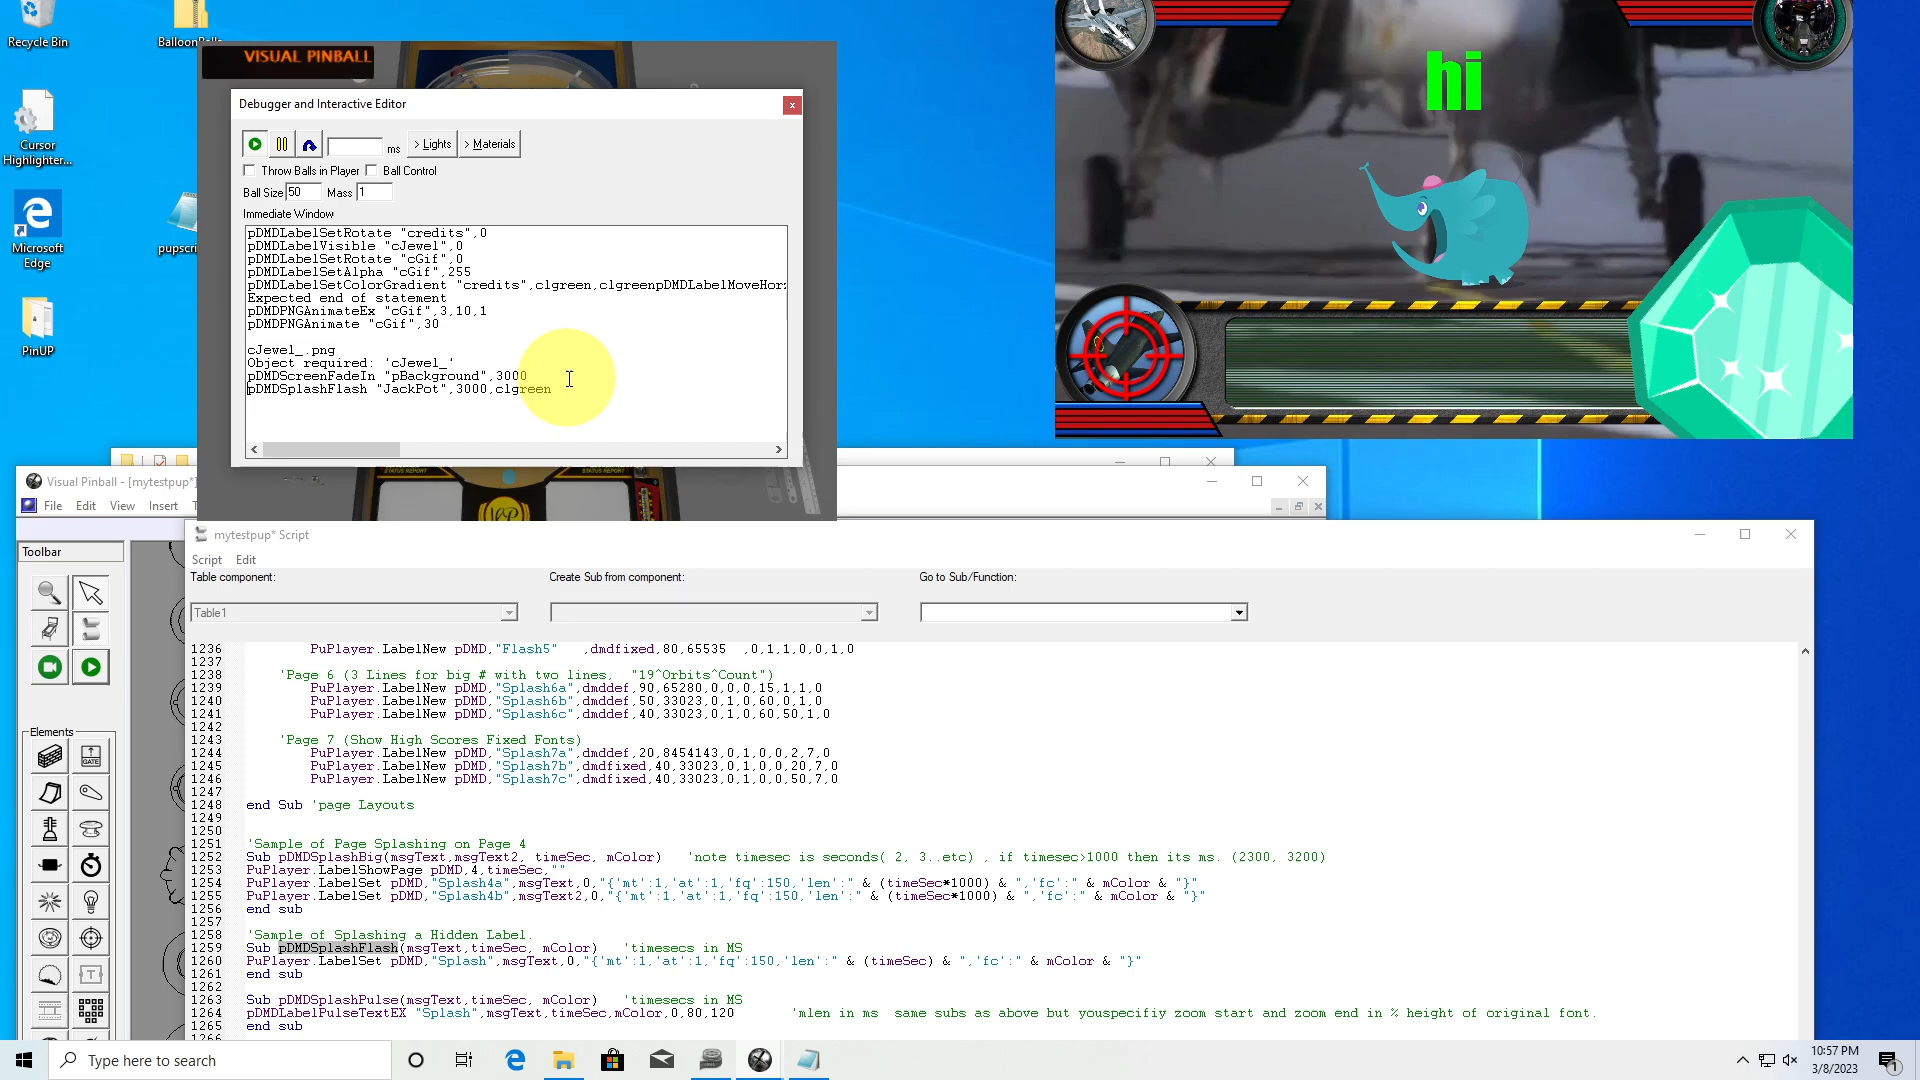 Recycle Bin
BalloonBalls
Cursor
Highlighter...
Microsoft
Edge
pupscri
PinUP
VISUAL PINBALL
hi
Debugger and Interactive Editor
x
ms
> Lights
> Materials
Throw Balls in Player
Ball Control
Ball Size 50 Mass 1
Immediate Window
pDMDLabelSetRotate "credits",0
pDMDLabelVisible "cJewel",0
pDMDLabelSetRotate "cGif",0
pDMDLabelSetAlpha "cGif",255
pDMDLabelSetColorGradient "credits",clgreen,clgreenpDMDLabelMoveHor
Expected end of statement
pDMDPNGAnimateEx "cGif",3,10,1
pDMDPNGAnimate "cGif",30
cJewel_.png
Object required: 'cJewel_'
pDMDScreenFadeIn "pBackground",3000
pDMDSplashFlash "JackPot",3000,clgreen
STATUS REPORT
STATUS REPORT
VP
Visual Pinball - [mytestpup*]
File Edit View Insert T
mytestpup* Script
Script Edit
Toolbar
Table component:
Create Sub from component:
Go to Sub/Function:
Table1
Elements
GATE
T
1236 PuPlayer.LabelNew pDMD,"Flash5" ,dmdfixed,80,65535 ,0,1,1,0,0,1,0
1237
1238 'Page 6 (3 Lines for big # with two lines, "19^Orbits^Count")
1239 PuPlayer.LabelNew pDMD,"Splash6a",dmddef,90,65280,0,0,0,15,1,1,0
1240 PuPlayer.LabelNew pDMD,"Splash6b",dmddef,50,33023,0,1,0,60,0,1,0
1241 PuPlayer.LabelNew pDMD,"Splash6c",dmddef,40,33023,0,1,0,60,50,1,0
1242
1243 'Page 7 (Show High Scores Fixed Fonts)
1244 PuPlayer.LabelNew pDMD,"Splash7a",dmddef,20,8454143,0,1,0,0,2,7,0
1245 PuPlayer.LabelNew pDMD,"Splash7b",dmdfixed,40,33023,0,1,0,0,20,7,0
1246 PuPlayer.LabelNew pDMD,"Splash7c",dmdfixed,40,33023,0,1,0,0,50,7,0
1247
1248 end Sub 'page Layouts
1249
1250
1251 'Sample of Page Splashing on Page 4
1252 Sub pDMDSplashBig(msgText,msgText2, timeSec, mColor) 'note timesec is seconds( 2, 3..etc) , if timesec>1000 then its ms. (2300, 3200)
1253 PuPlayer.LabelShowPage pDMD,4,timeSec,""
1254 PuPlayer.LabelSet pDMD,"Splash4a",msgText,0,"{'mt':1,'at':1,'fq':150,'len':" & (timeSec*1000) & ",'fc':" & mColor & "}"
1255 PuPlayer.LabelSet pDMD,"Splash4b",msgText2,0,"{'mt':1,'at':1,'fq':150,'len':" & (timeSec*1000) & ",'fc':" & mColor & "}"
1256 end sub
1257
1258 'Sample of Splashing a Hidden Label.
1259 Sub pDMDSplashFlash(msgText,timeSec, mColor) 'timesecs in MS
1260 PuPlayer.LabelSet pDMD,"Splash",msgText,0,"{'mt':1,'at':1,'fq':150,'len':" & (timeSec) & ",'fc':" & mColor & "}"
1261 end sub
1262
1263 Sub pDMDSplashPulse(msgText,timeSec, mColor) 'timesecs in MS
1264 pDMDLabelPulseTextEX "Splash",msgText,timeSec,mColor,0,80,120 'mlen in ms same subs as above but youspecifiy zoom start and zoom end in % height of original font.
1265 end sub
1266
Type here to search
10:57 PM
3/8/2023
1